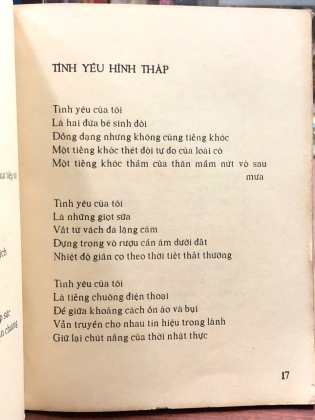 TÌNH YÊU HÌNH THÁP
Tình yêu của tôi
Là hai đứa bé sinh đôi
Đồng dạng nhưng không cùng tiếng khóc
Một tiếng khóc thét đòi tự do của loài cỏ
Một tiếng khóc thầm của thân mầm nứt vỏ sau
mưa
Tình yêu của tôi
Là những giọt sữa
Vắt từ vách đá lạng câm
Đựng trong vò rượu cần ấm dưới đất
Nhiệt độ giãn co theo thời tiết thất thường
Tình yêu của tôi
Là tiếng chuông điện thoại
Để giữa khoảng cách ồn ào và bụi
Vẫn truyền cho nhau tín hiệu trong lành
Giữ lại chút nắng của thời nhật thực
17